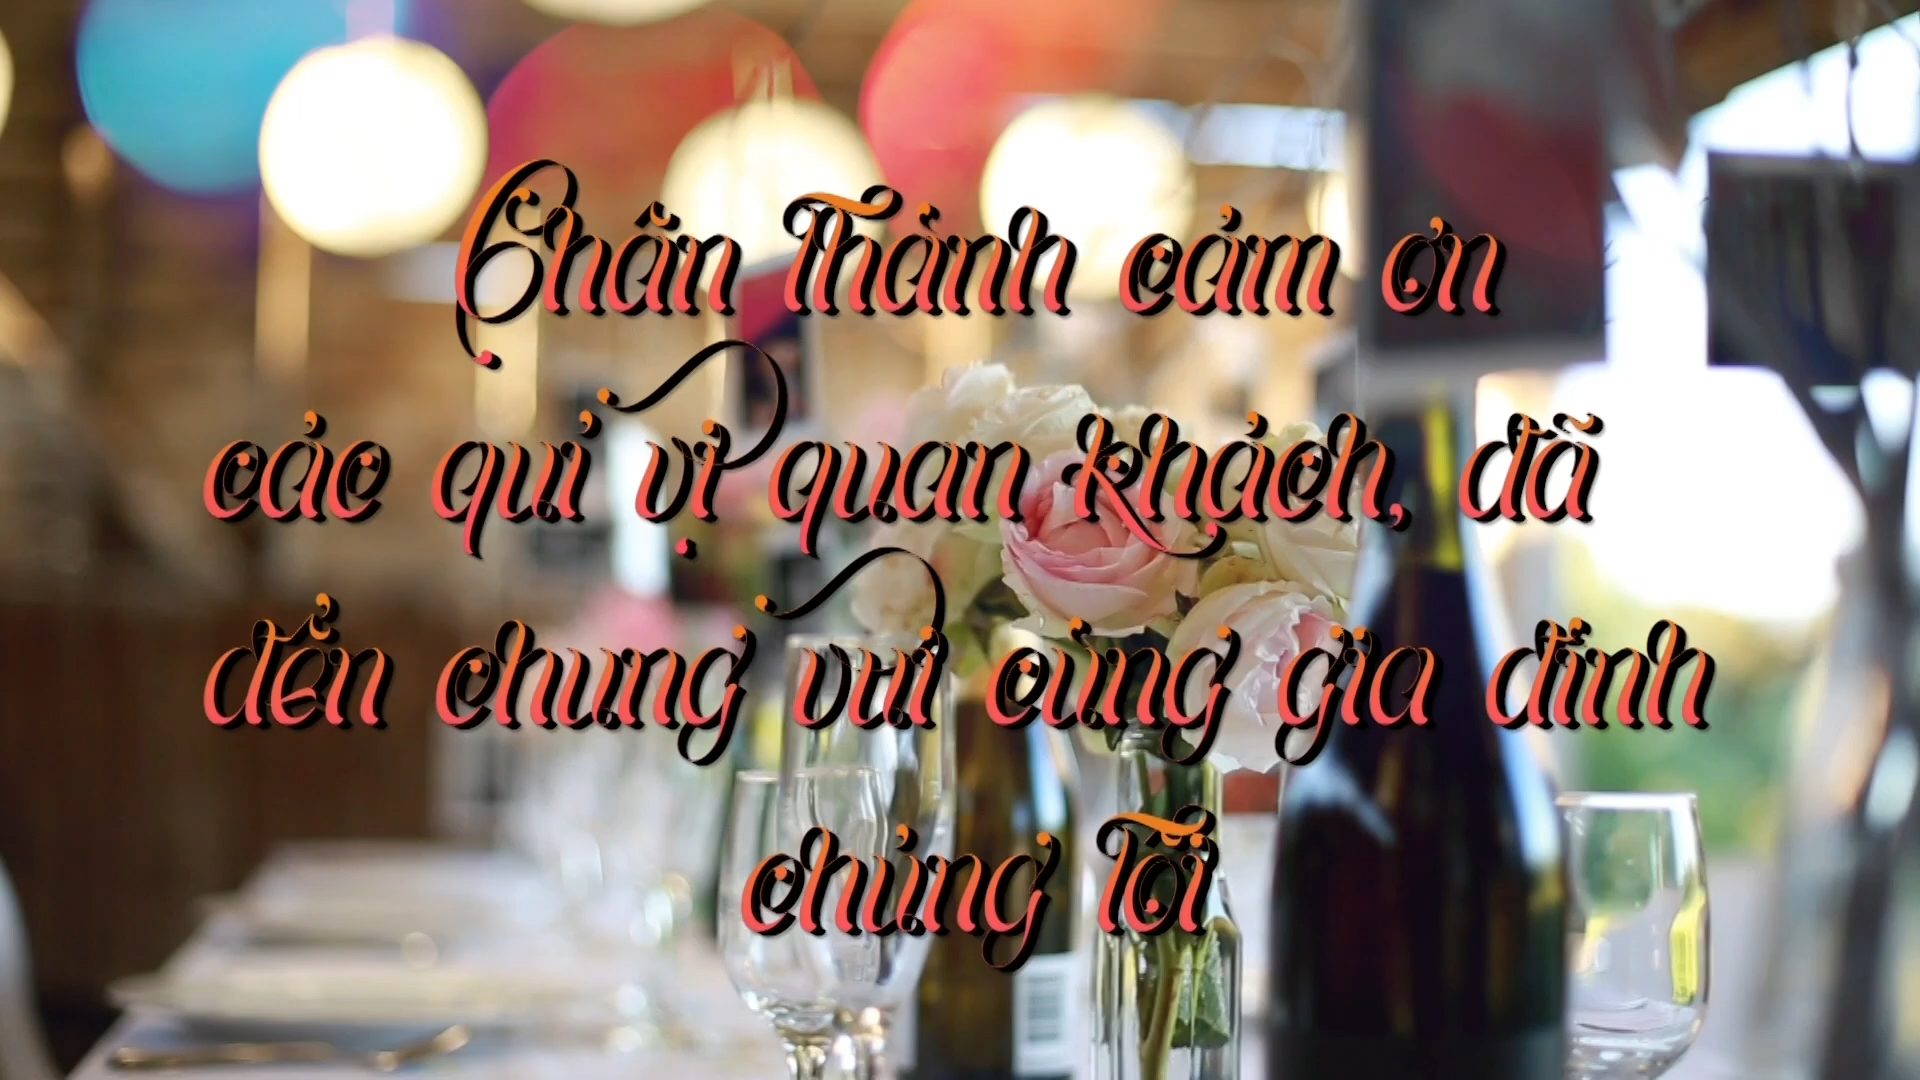 Chân Thành cảm ơn
các quí vị quan khách, đã
đến chung vui cùng gia đình
chúng Tôi